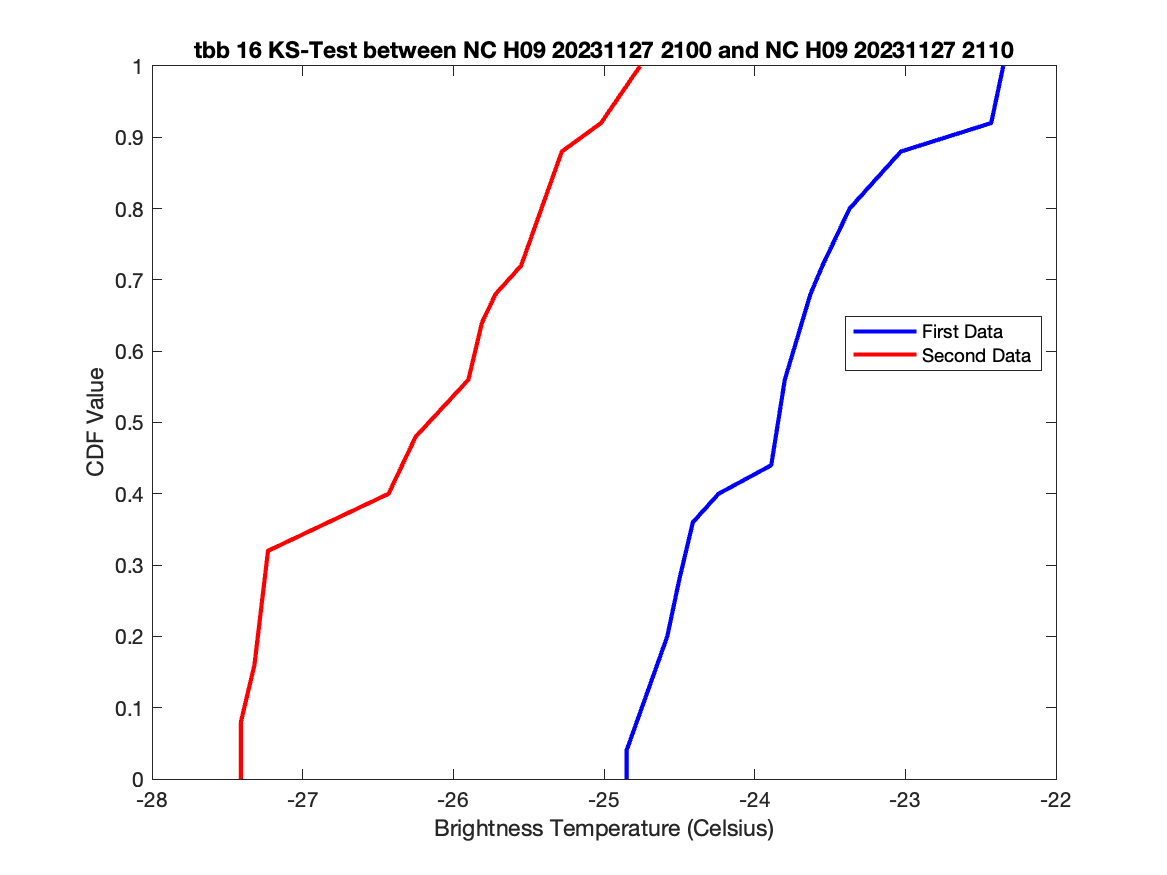 tbb 16 KS-Test between NC H09 20231127 2100 and NC H09 20231127 2110
1
0.9
0.8
0.7
0.6
0.5
0.4
0.3
0.2
0.1
0
CDF Value
First Data
Second Data
-28 -27 -26 -25 -24 -23 -22
Brightness Temperature (Celsius)